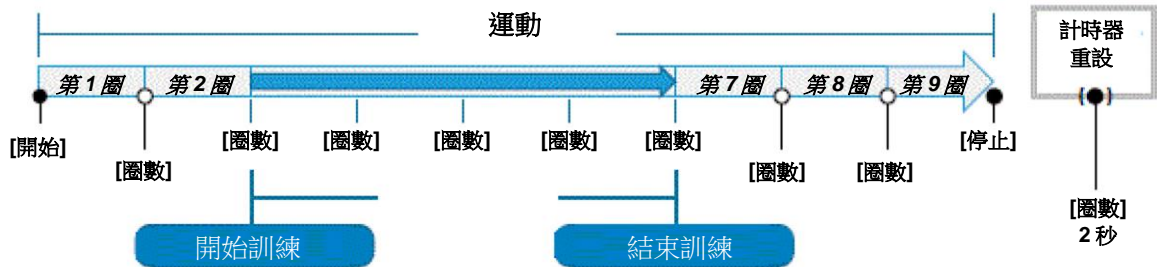 運動
計時器
重設
第 1 圈 第 2 圈 第 7 圈 第 8 圈 第 9 圈
[開始] [圈數] [圈數] [圈數] [圈數] [圈數] [停止]
[圈數] [圈數] [圈數]
[圈數]
2 秒
開始訓練 結束訓練